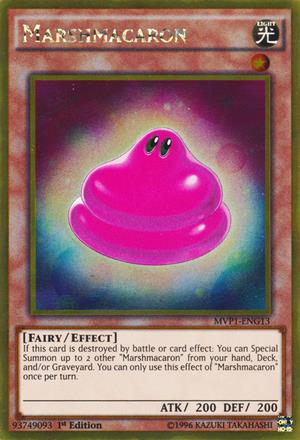 MARSHMACARON
LIGHT
光
MVP1-ENG13
[Fairy/Effect]
If this card is destroyed by battle or card effect: You can Special
Summon up to 2 other "Marshmacaron" from your hand, Deck,
and/or Graveyard. You can only use this effect of "Marshmacaron"
once per turn.
ATK/ 200 DEF/ 200
93749093 1st Edition ©1996 KAZUKI TAKAHASHI